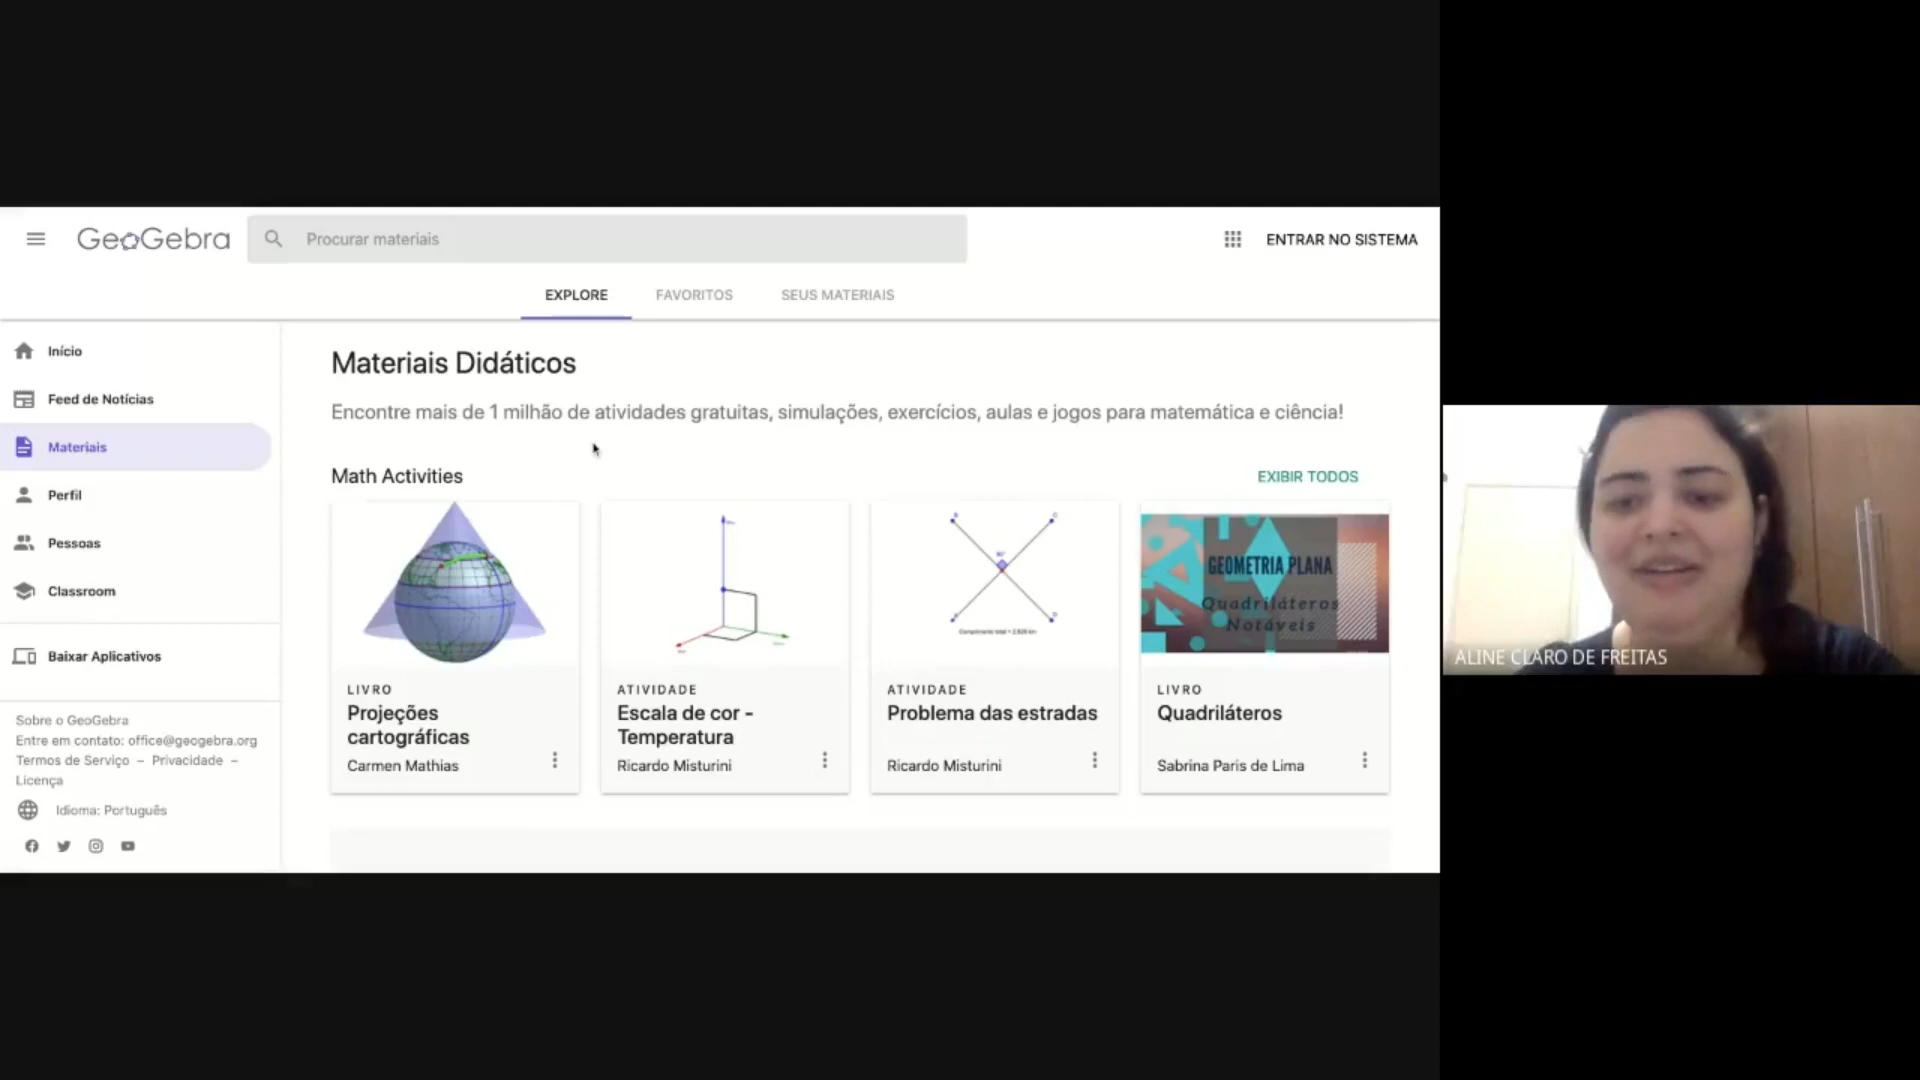 GeoGebra
Procurar materiais
ENTRAR NO SISTEMA
EXPLORE
FAVORITOS
SEUS MATERIAIS
Início
Feed de Notícias
Materiais
Perfil
Pessoas
Classroom
Baixar Aplicativos
Sobre o GeoGebra
Entre em contato: office@geogebra.org
Termos de Serviço – Privacidade –
Licença
Idioma: Português
Materiais Didáticos
Encontre mais de 1 milhão de atividades gratuitas, simulações, exercícios, aulas e jogos para matemática e ciência!
Math Activities
EXIBIR TODOS
LIVRO
Projeções
cartográficas
Carmen Mathias
ATIVIDADE
Escala de cor -
Temperatura
Ricardo Misturini
ATIVIDADE
Problema das estradas
Ricardo Misturini
GEOMETRIA PLANA
Quadriláteros
Notáveis
LIVRO
Quadriláteros
Sabrina Paris de Lima
ALINE CLARO DE FREITAS